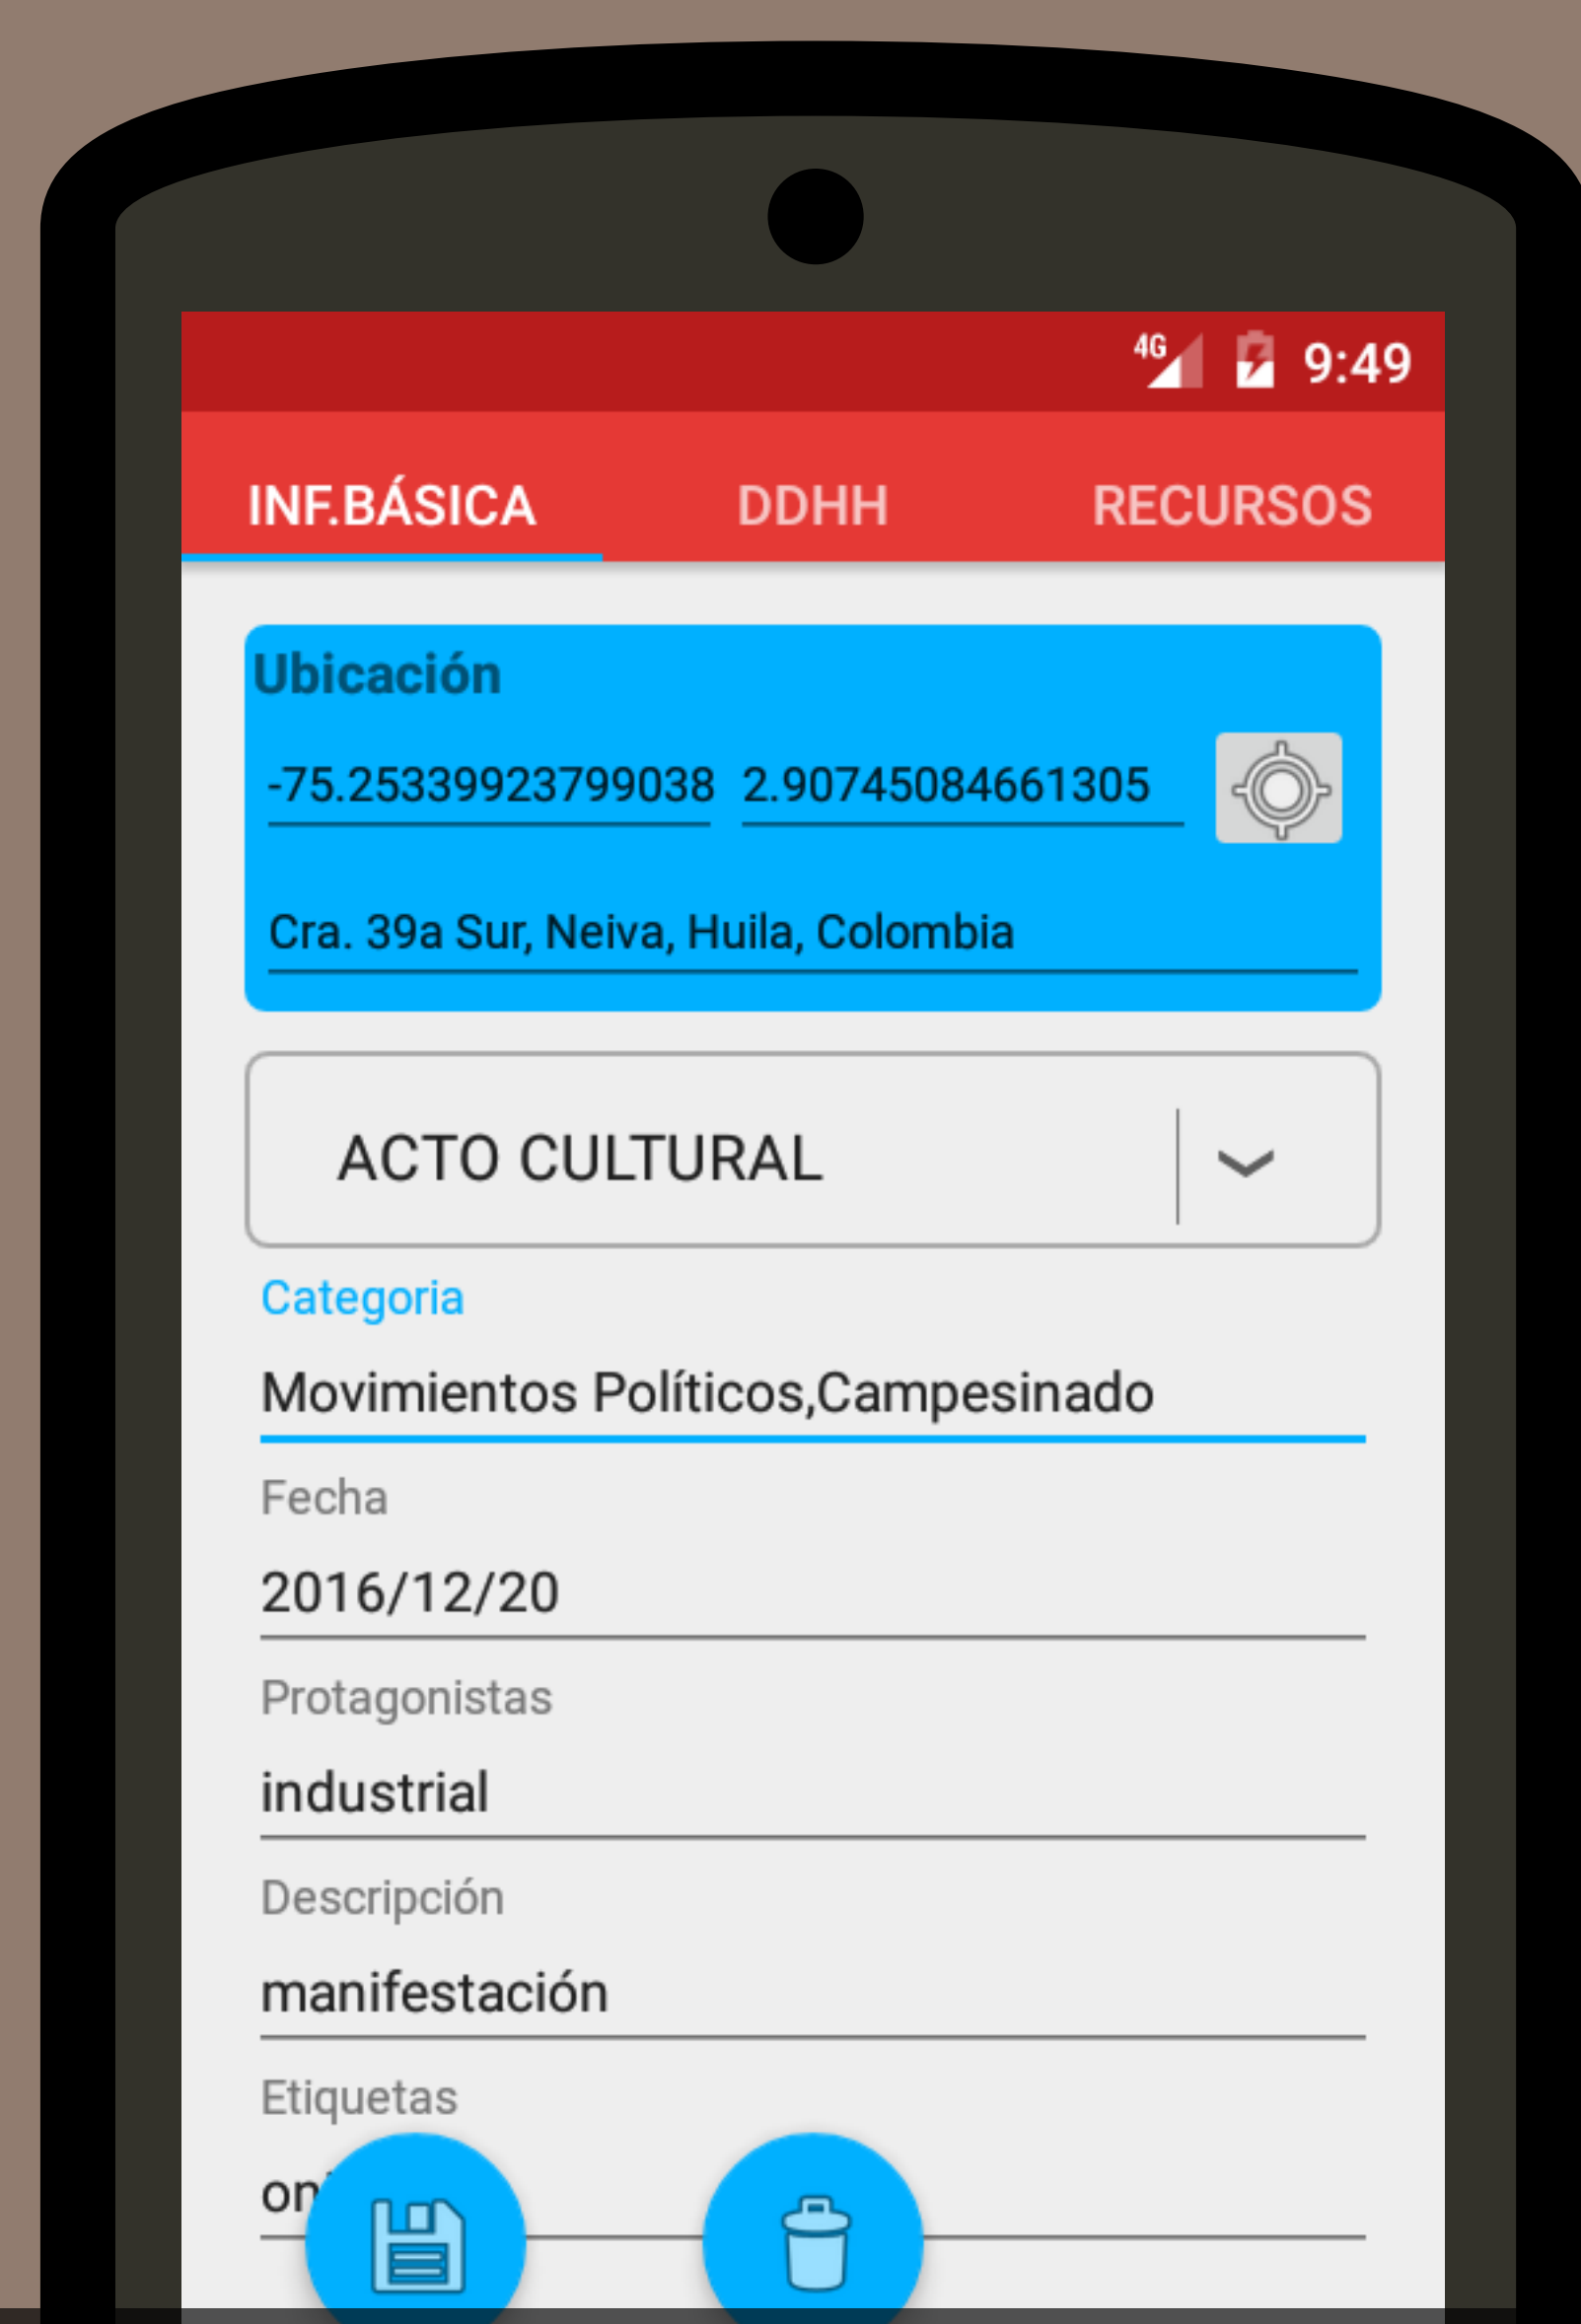 4G 9:49
INF.BÁSICA DDHH RECURSOS
Ubicación
-75.25339923799038 2.90745084661305
Cra. 39a Sur, Neiva, Huila, Colombia
ACTO CULTURAL
Categoria
Movimientos Políticos,Campesinado
Fecha
2016/12/20
Protagonistas
industrial
Descripción
manifestación
Etiquetas